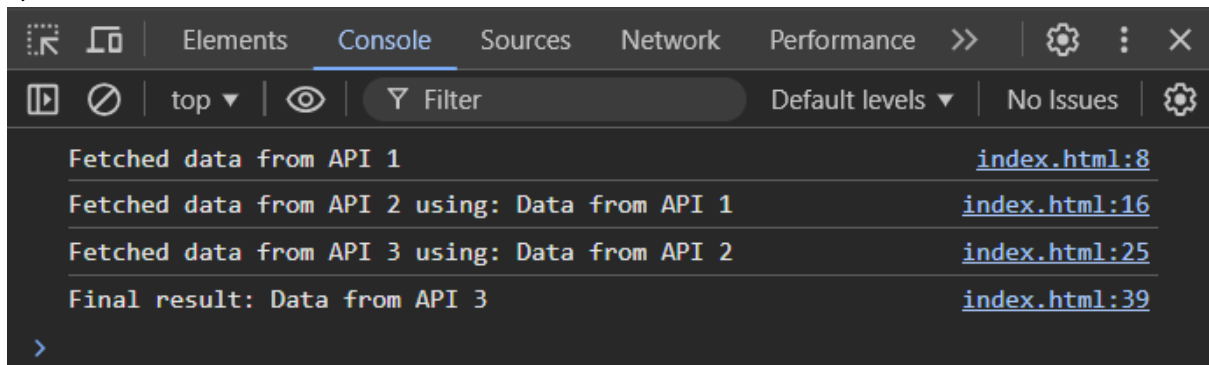 Elements Console Sources Network Performance >>
top ▼ Filter Default levels ▼ No Issues
Fetched data from API 1 index.html:8
Fetched data from API 2 using: Data from API 1 index.html:16
Fetched data from API 3 using: Data from API 2 index.html:25
Final result: Data from API 3 index.html:39
>